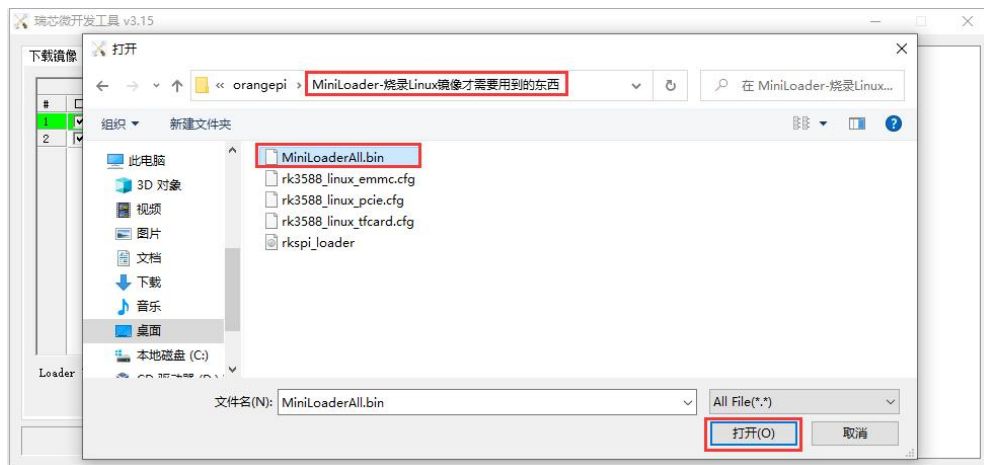 瑞芯微开发工具 v3.15
下载镜像
打开
« orangepi › MiniLoader-烧录Linux镜像才需要用到的东西
在 MiniLoader-烧录Linux...
组织 新建文件夹
#
1
2
此电脑
3D 对象
视频
图片
文档
下载
音乐
桌面
本地磁盘 (C:)
MiniLoaderAll.bin
rk3588_linux_emmc.cfg
rk3588_linux_pcie.cfg
rk3588_linux_tfcard.cfg
rkspi_loader
Loader
文件名(N): MiniLoaderAll.bin
All File(*.*)
打开(O) 取消